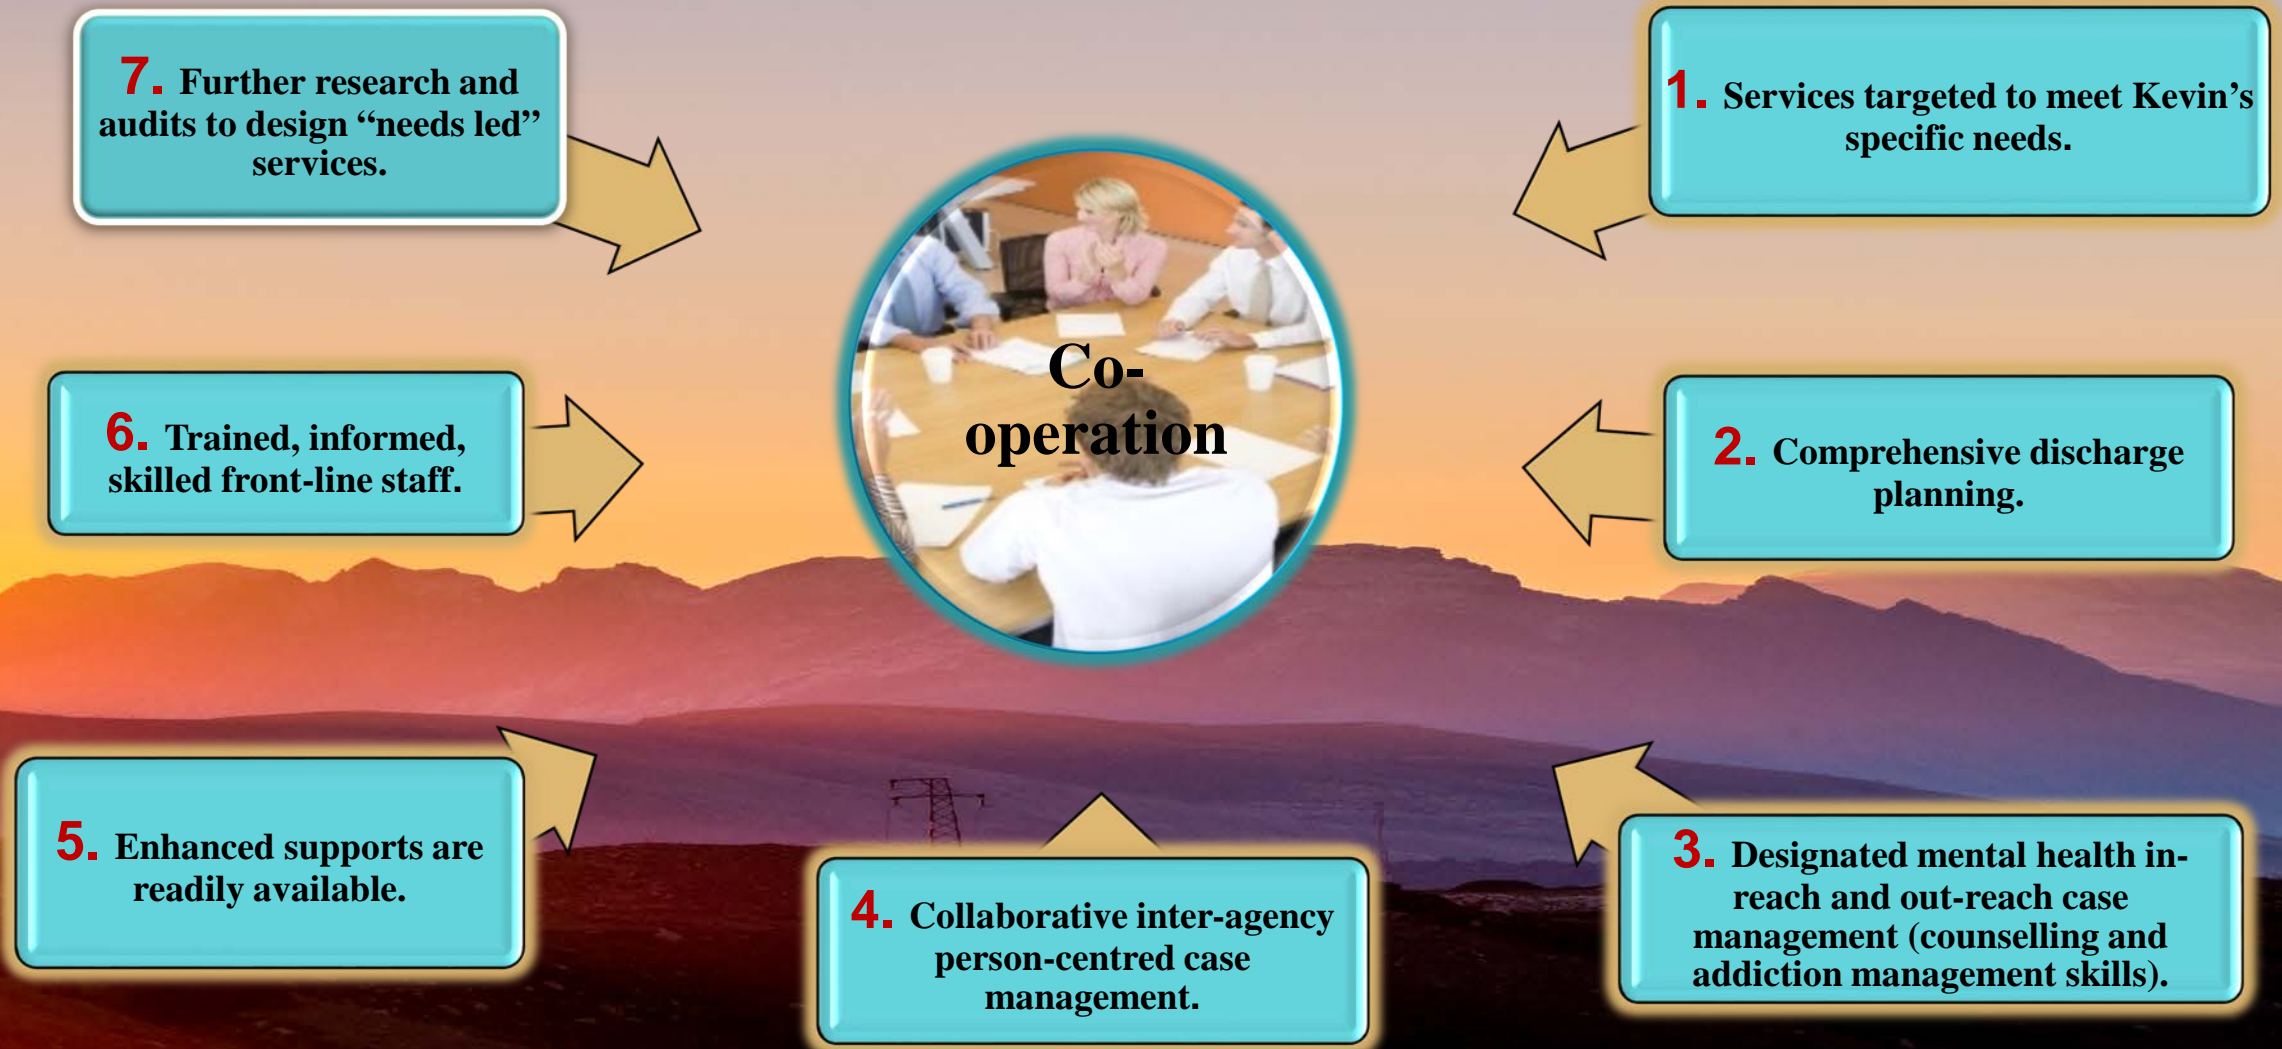 Co-
operation
1. Services targeted to meet Kevin’s
specific needs.
2. Comprehensive discharge
planning.
3. Designated mental health in-
reach and out-reach case
management (counselling and
addiction management skills).
4. Collaborative inter-agency
person-centred case
management.
5. Enhanced supports are
readily available.
6. Trained, informed,
skilled front-line staff.
7. Further research and
audits to design “needs led”
services.